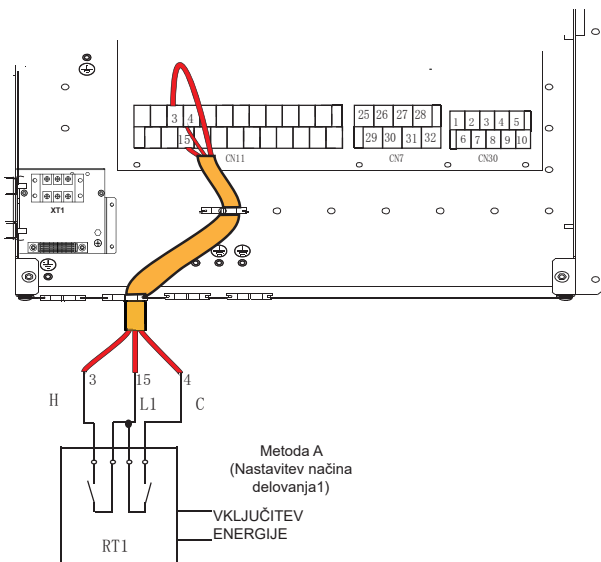 25 26 27 28
3 4
1 2 3 4 5
15
29 30 31 32
6 7 8 9 10
CN11
CN7
CN30
XT1
3 15 4
H L1 C
Metoda A
(Nastavitev načina
delovanja1)
VKLJUČITEV
ENERGIJE
RT1